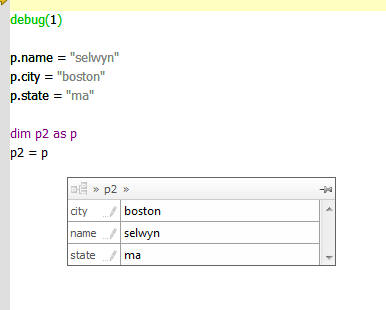 debug(1)
p.name = "selwyn"
p.city = "boston"
p.state = "ma"
dim p2 as p
p2 = p
» p2 »
city boston
name selwyn
state ma